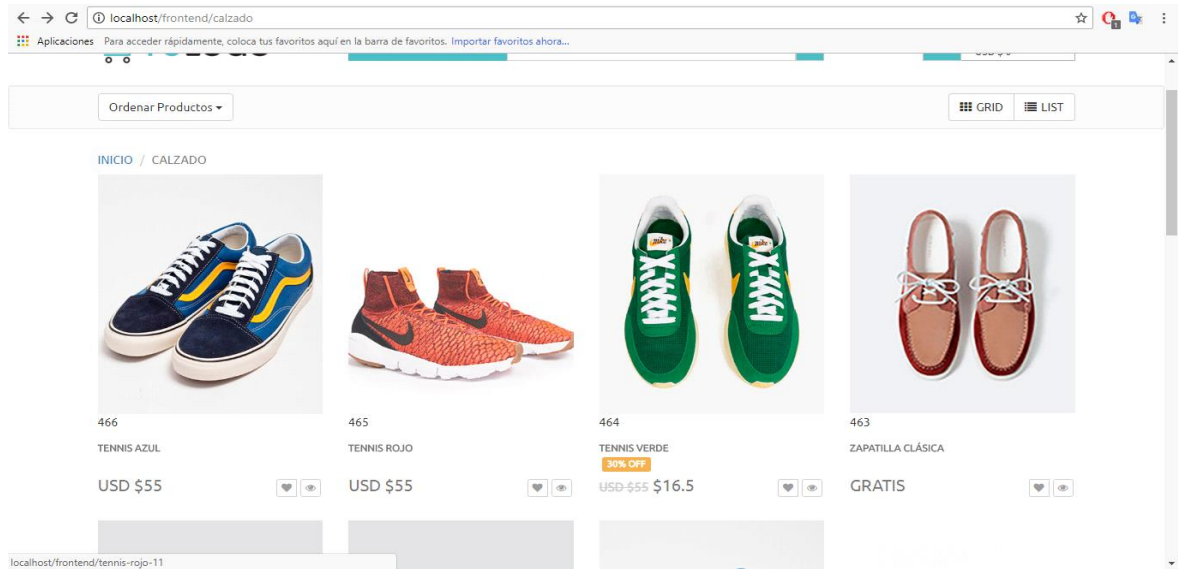 localhost/frontend/calzado
Aplicaciones Para acceder rápidamente, coloca tus favoritos aquí en la barra de favoritos. Importar favoritos ahora...
Ordenar Productos
GRID LIST
INICIO / CALZADO
466
465
464
463
TENNIS AZUL
TENNIS ROJO
TENNIS VERDE
ZAPATILLA CLÁSICA
30% OFF
USD $55
USD $55
USD $55 $16.5
GRATIS
localhost/frontend/tennis-rojo-11